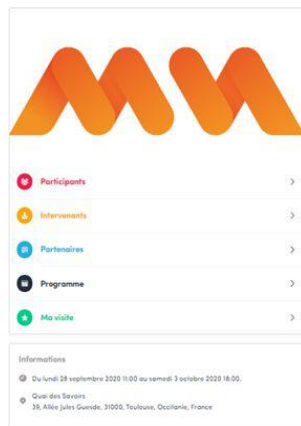 Participants
Intervenants
Partenaires
Programme
Ma visite
Informations
Du lundi 28 septembre 2020 11:00 au samedi 3 octobre 2020 18:00.
Quai des Savoirs
39, Allée Jules Guesde, 31000, Toulouse, Occitanie, France